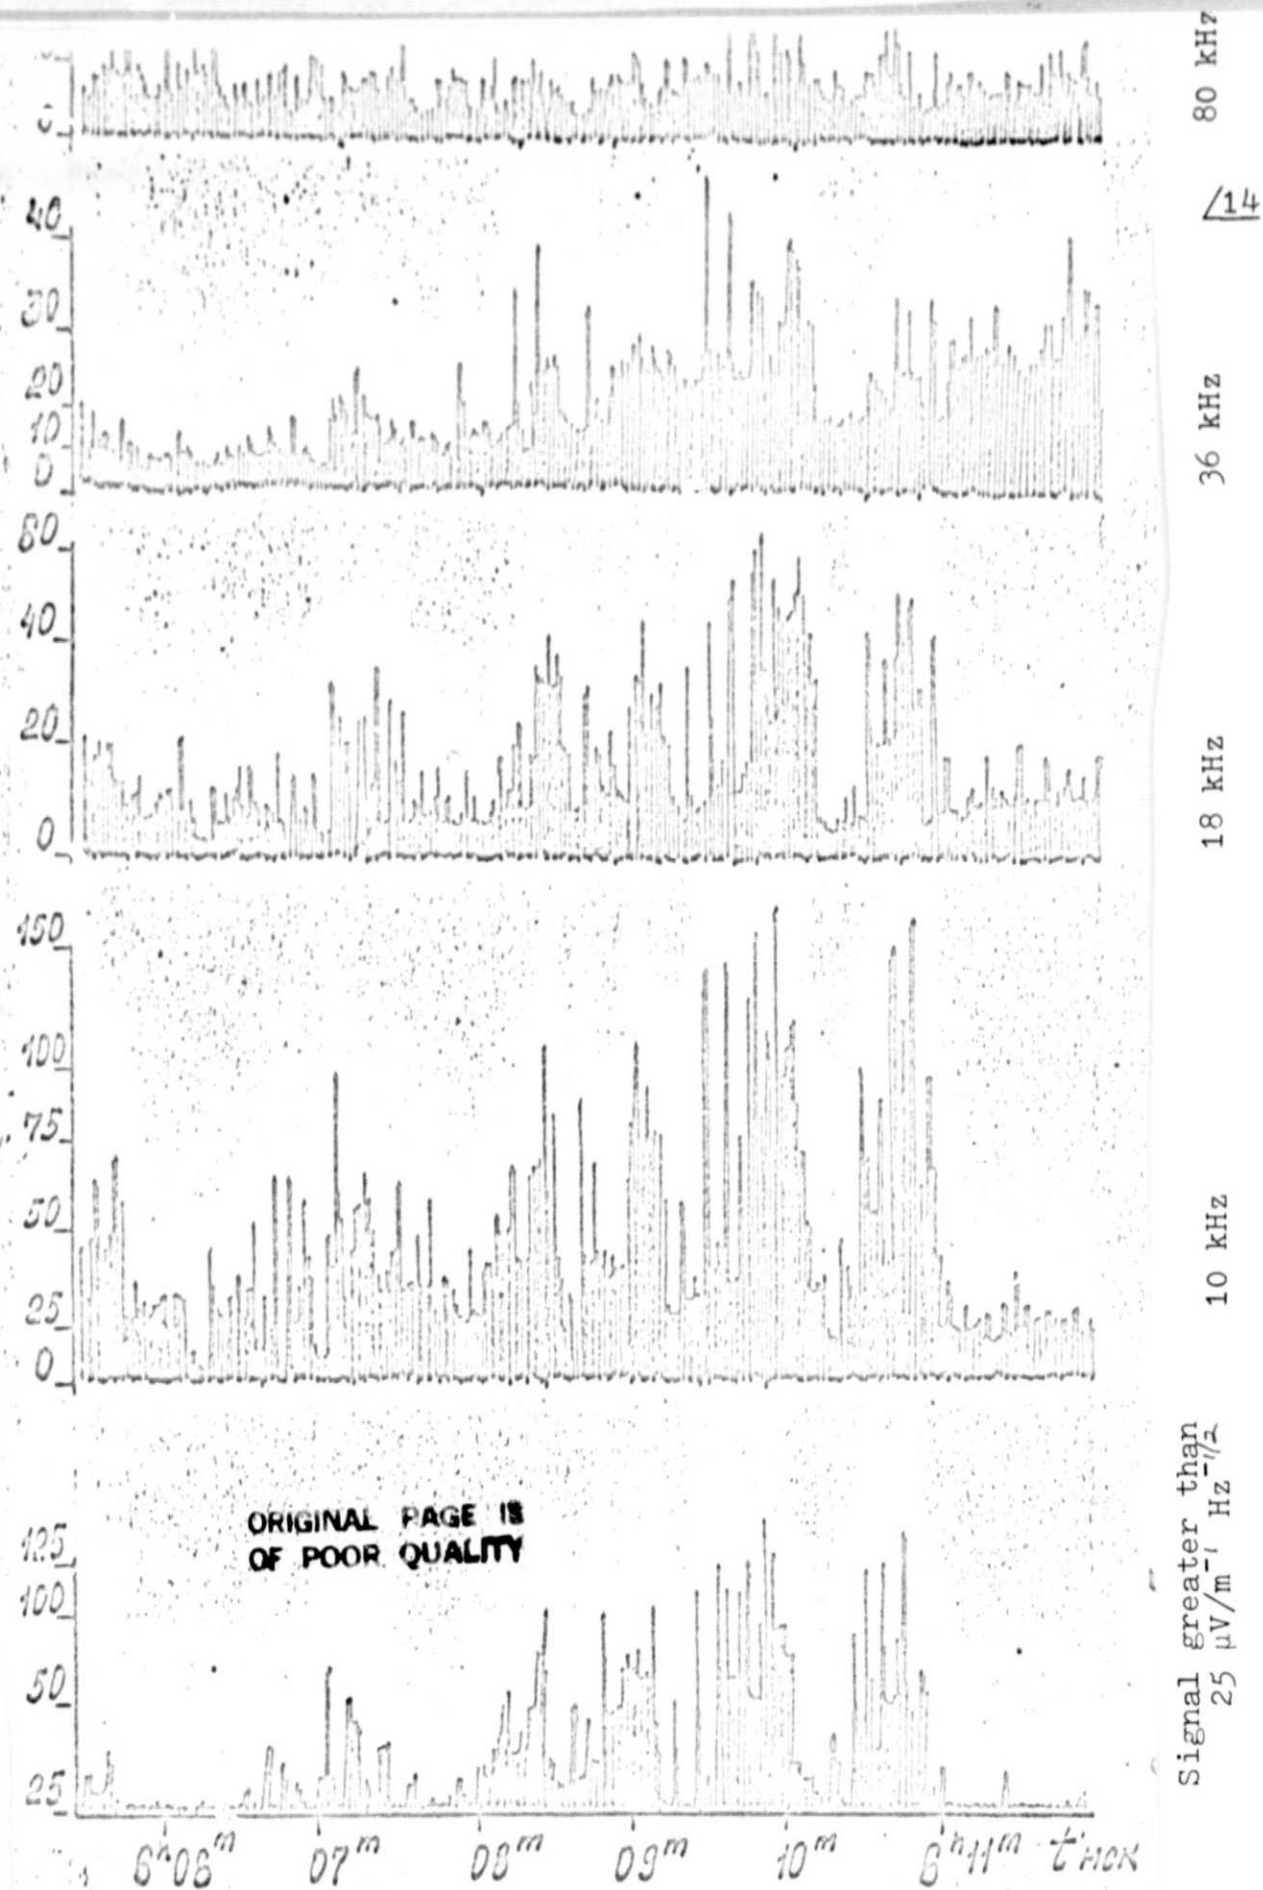 80 kHz
/14
40
30
20
10
0
36 kHz
60
40
20
0
18 kHz
150
100
75
50
25
0
10 kHz
ORIGINAL PAGE IS
OF POOR QUALITY
125
100
50
25
Signal greater than
25 μV/m⁻¹ Hz⁻¹/²
6ʰ06ᵐ 07ᵐ 08ᵐ 09ᵐ 10ᵐ 6ʰ11ᵐ t мск